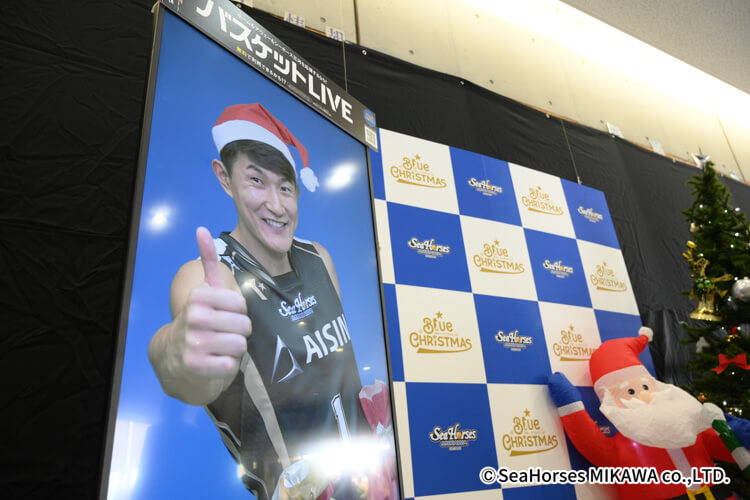 バスケットLIVE
SeaHorses
AISIN
1
Blue
CHRISTMAS
SeaHorses
Blue
CHRISTMAS
SeaHorses
SeaHorses
Blue
CHRISTMAS
SeaHorses
Blue
CHRISTMAS
Blue
CHRISTMAS
SeaHorses
Blue
CHRISTMAS
SeaHorses
Blue
CHRISTMAS
©SeaHorses MIKAWA co.,LTD.